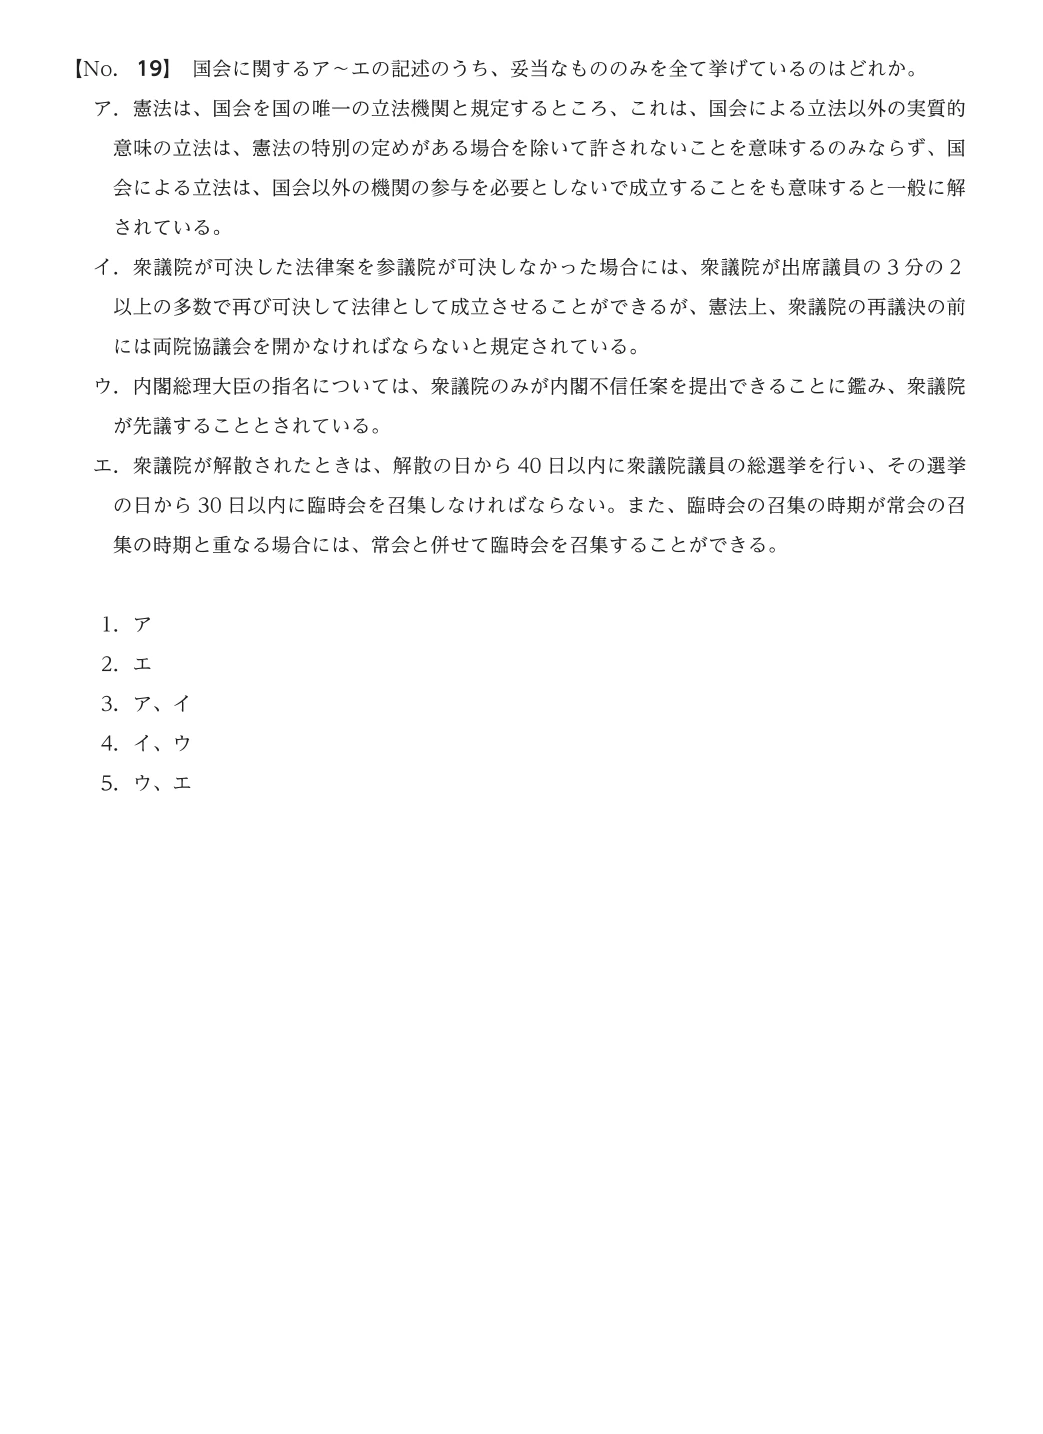 【No. 19】 国会に関するア～エの記述のうち、妥当なもののみを全て挙げているのはどれか。
ア．憲法は、国会を国の唯一の立法機関と規定するところ、これは、国会による立法以外の実質的
意味の立法は、憲法の特別の定めがある場合を除いて許されないことを意味するのみならず、国
会による立法は、国会以外の機関の参与を必要としないで成立することをも意味すると一般に解
されている。
イ．衆議院が可決した法律案を参議院が可決しなかった場合には、衆議院が出席議員の3分の2
以上の多数で再び可決して法律として成立させることができるが、憲法上、衆議院の再議決の前
には両院協議会を開かなければならないと規定されている。
ウ．内閣総理大臣の指名については、衆議院のみが内閣不信任案を提出できることに鑑み、衆議院
が先議することとされている。
エ．衆議院が解散されたときは、解散の日から 40 日以内に衆議院議員の総選挙を行い、その選挙
の日から 30 日以内に臨時会を召集しなければならない。また、臨時会の召集の時期が常会の召
集の時期と重なる場合には、常会と併せて臨時会を召集することができる。
1．ア
2．エ
3．ア、イ
4．イ、ウ
5．ウ、エ